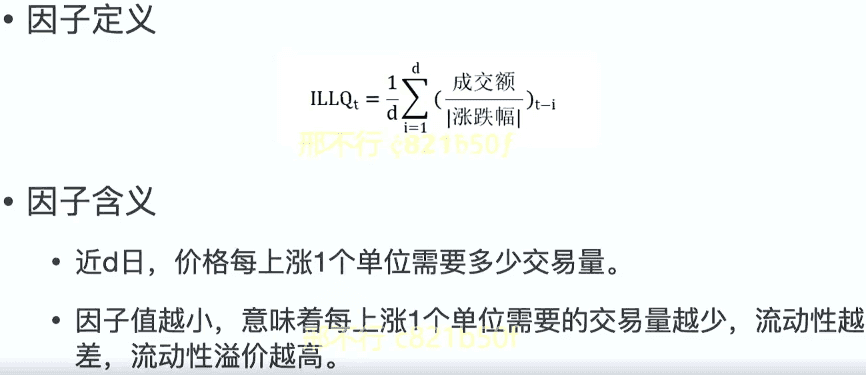 • 因子定义
ILLQt = 1/d ∑ d i=1 (成交额/|涨跌幅|)t−i
邢不行 c821b50f
• 因子含义
• 近d日，价格每上涨1个单位需要多少交易量。
• 因子值越小，意味着每上涨1个单位需要的交易量越少，流动性越
差，流动性溢价越高。
邢不行 c821b50f